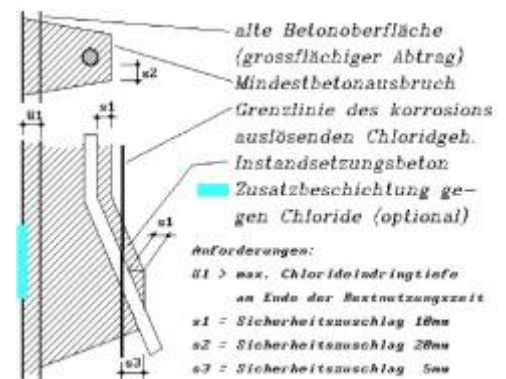 alte Betonoberfläche
(grossflächiger Abtrag)
Mindestbetonausbruch
Grenzlinie des korrosions
auslösenden Chloridgeh.
Instandsetzungsbeton
Zusatzbeschichtung ge-
gen Chloride (optional)
s2
s1
ü1
s1
s3
Anforderungen:
ü1 > max. Chlorideindringtiefe
am Ende der Restnutzungszeit
s1 = Sicherheitszuschlag 10mm
s2 = Sicherheitszuschlag 20mm
s3 = Sicherheitszuschlag 5mm